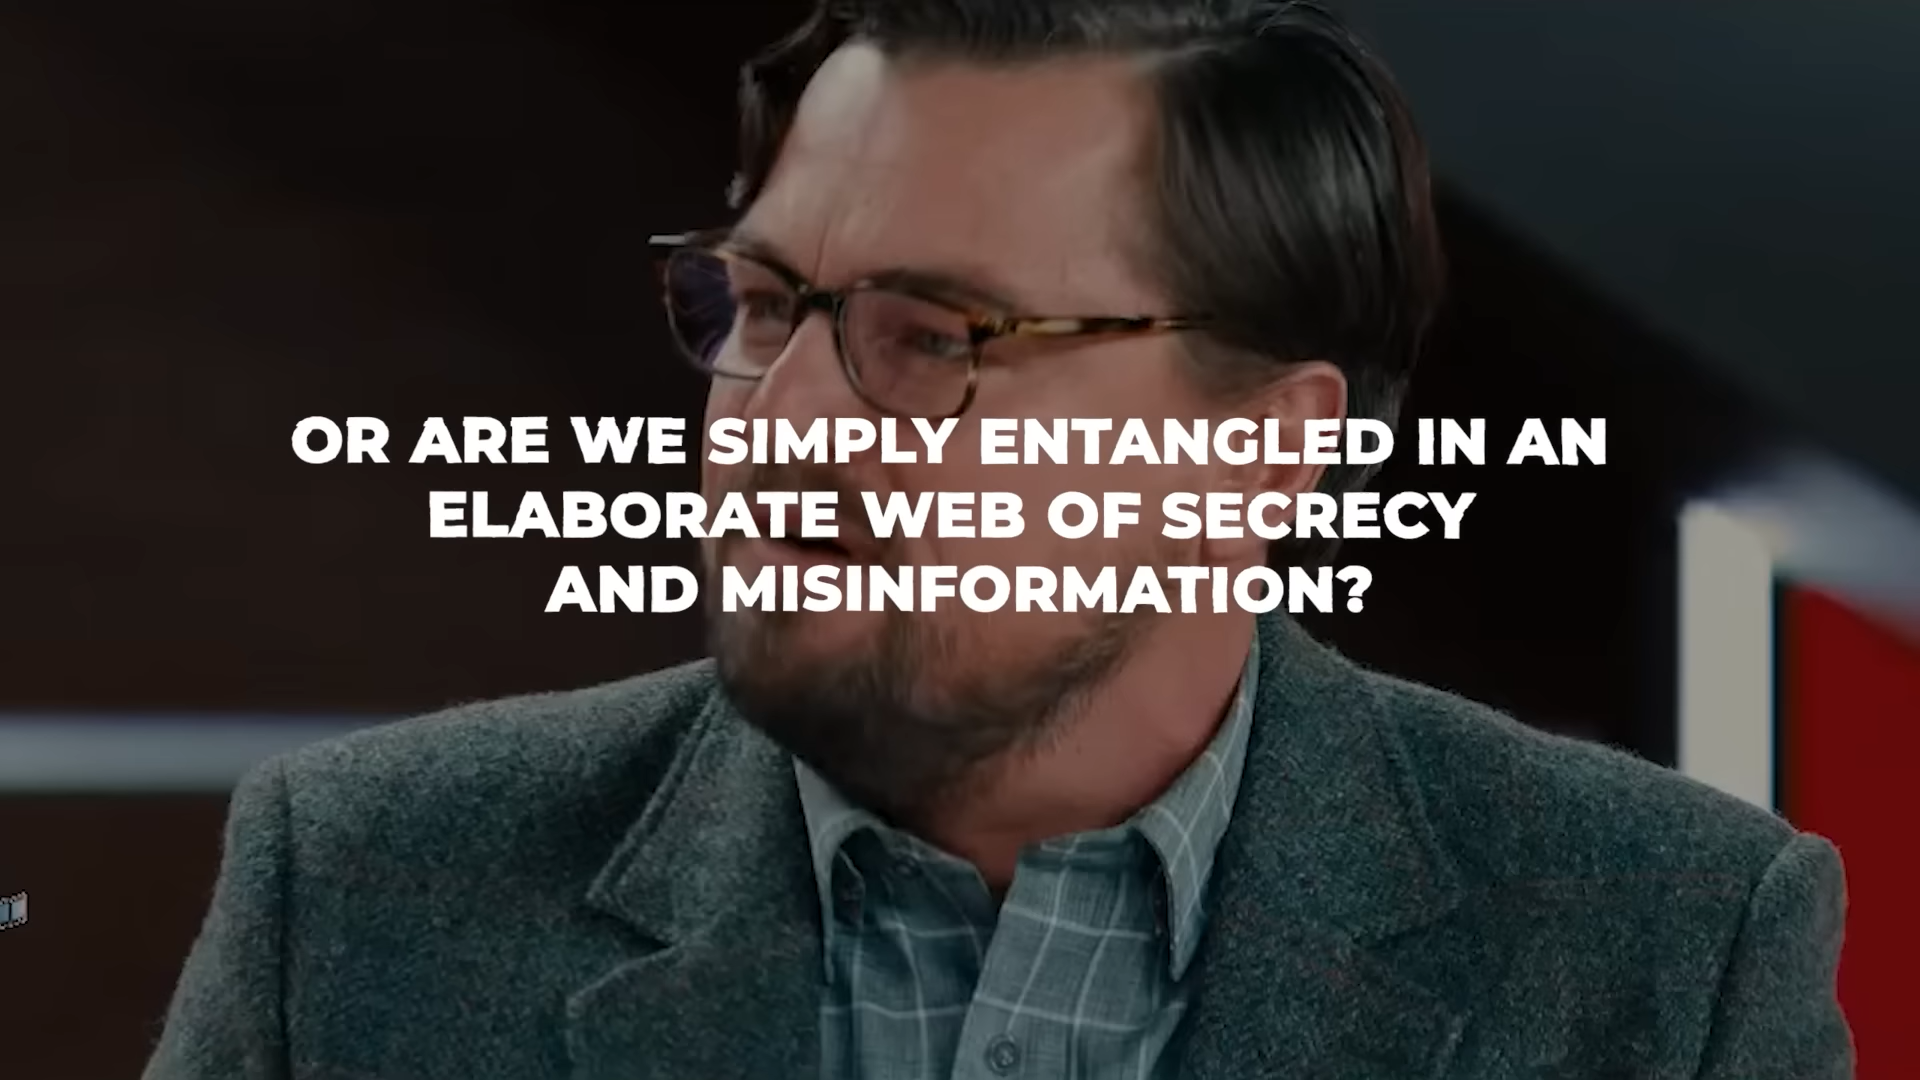 OR ARE WE SIMPLY ENTANGLED IN AN
ELABORATE WEB OF SECRECY
AND MISINFORMATION?